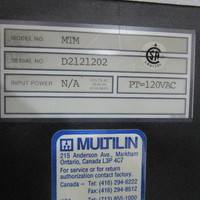 MODEL NO. MTM
SERIAL NO. D2121202
INPUT POWER N/A PT=120VAC
MULTILIN
215 Anderson Ave., Markham
Ontario, Canada L3P 4C7
For service or for return
authorization contact factory.
Canada - Tel: (416) 294-6222
Fax: (416) 294-8512